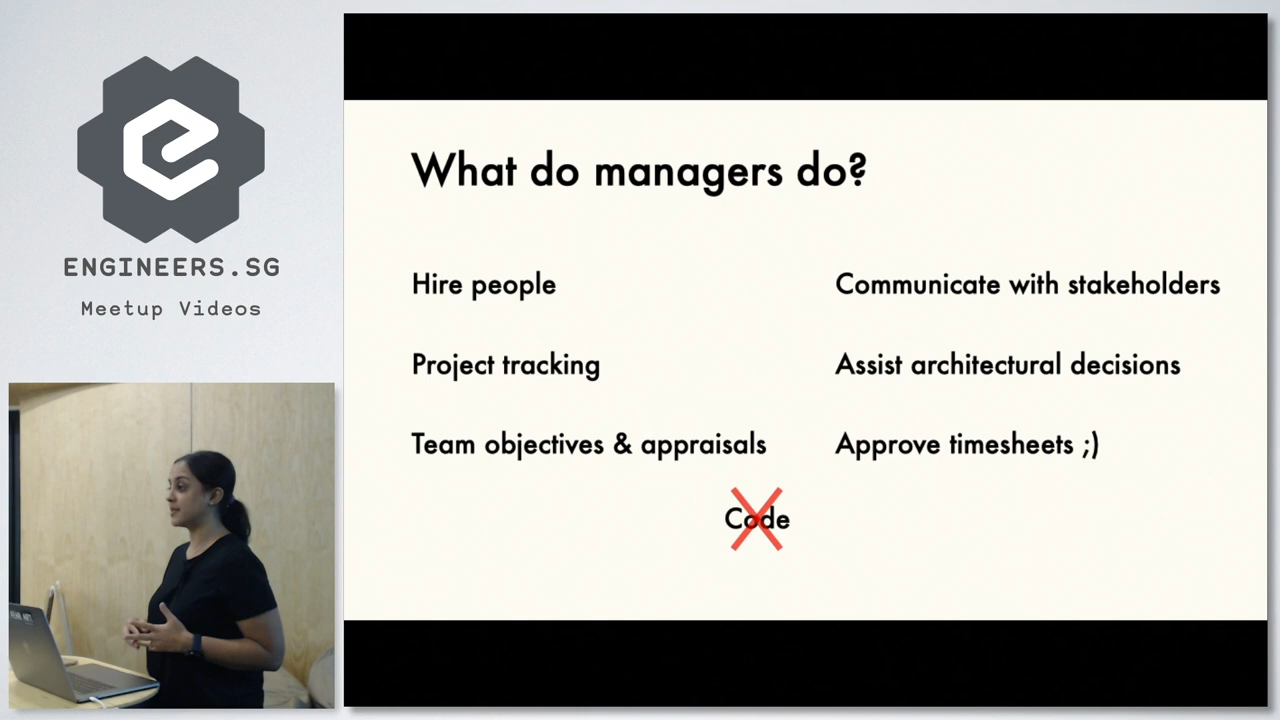 ENGINEERS.SG
Meetup Videos
What do managers do?
Hire people
Communicate with stakeholders
Project tracking
Assist architectural decisions
Team objectives & appraisals
Approve timesheets ;)
Code